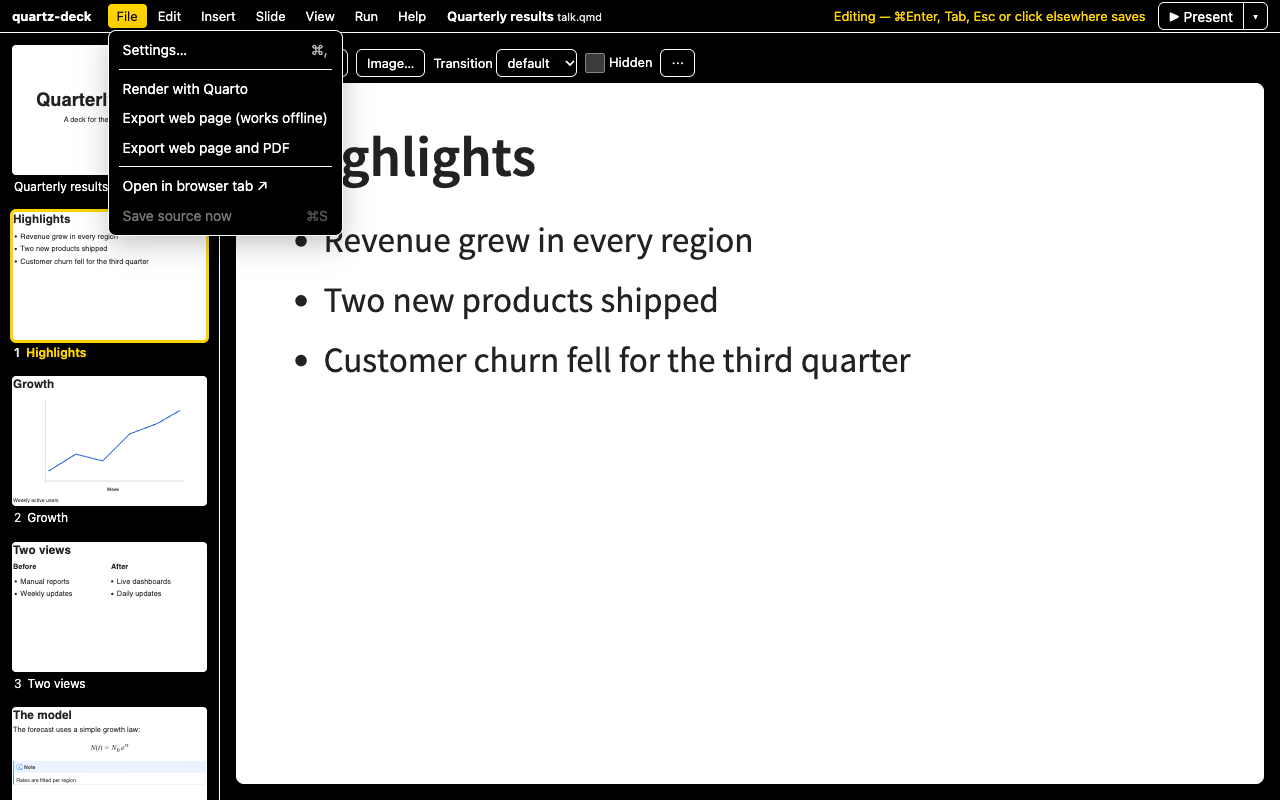 quartz-deck File Edit Insert Slide View Run Help Quarterly results talk.qmd Editing — ⌘Enter, Tab, Esc or click elsewhere saves ▶ Present ▾
Settings... ⌘,
Render with Quarto
Export web page (works offline)
Export web page and PDF
Open in browser tab ↗
Save source now ⌘S
Image... Transition default Hidden ...
A deck for the
Quarterly results
Highlights
• Revenue grew in every region
• Two new products shipped
• Customer churn fell for the third quarter
1 Highlights
Growth
Week
Weekly active users
2 Growth
Two views
Before After
• Manual reports • Live dashboards
• Weekly updates • Daily updates
3 Two views
The model
The forecast uses a simple growth law:
N(t) = N₀ eʳᵗ
Note
Rates are fitted per region.
ghlights
• Revenue grew in every region
• Two new products shipped
• Customer churn fell for the third quarter